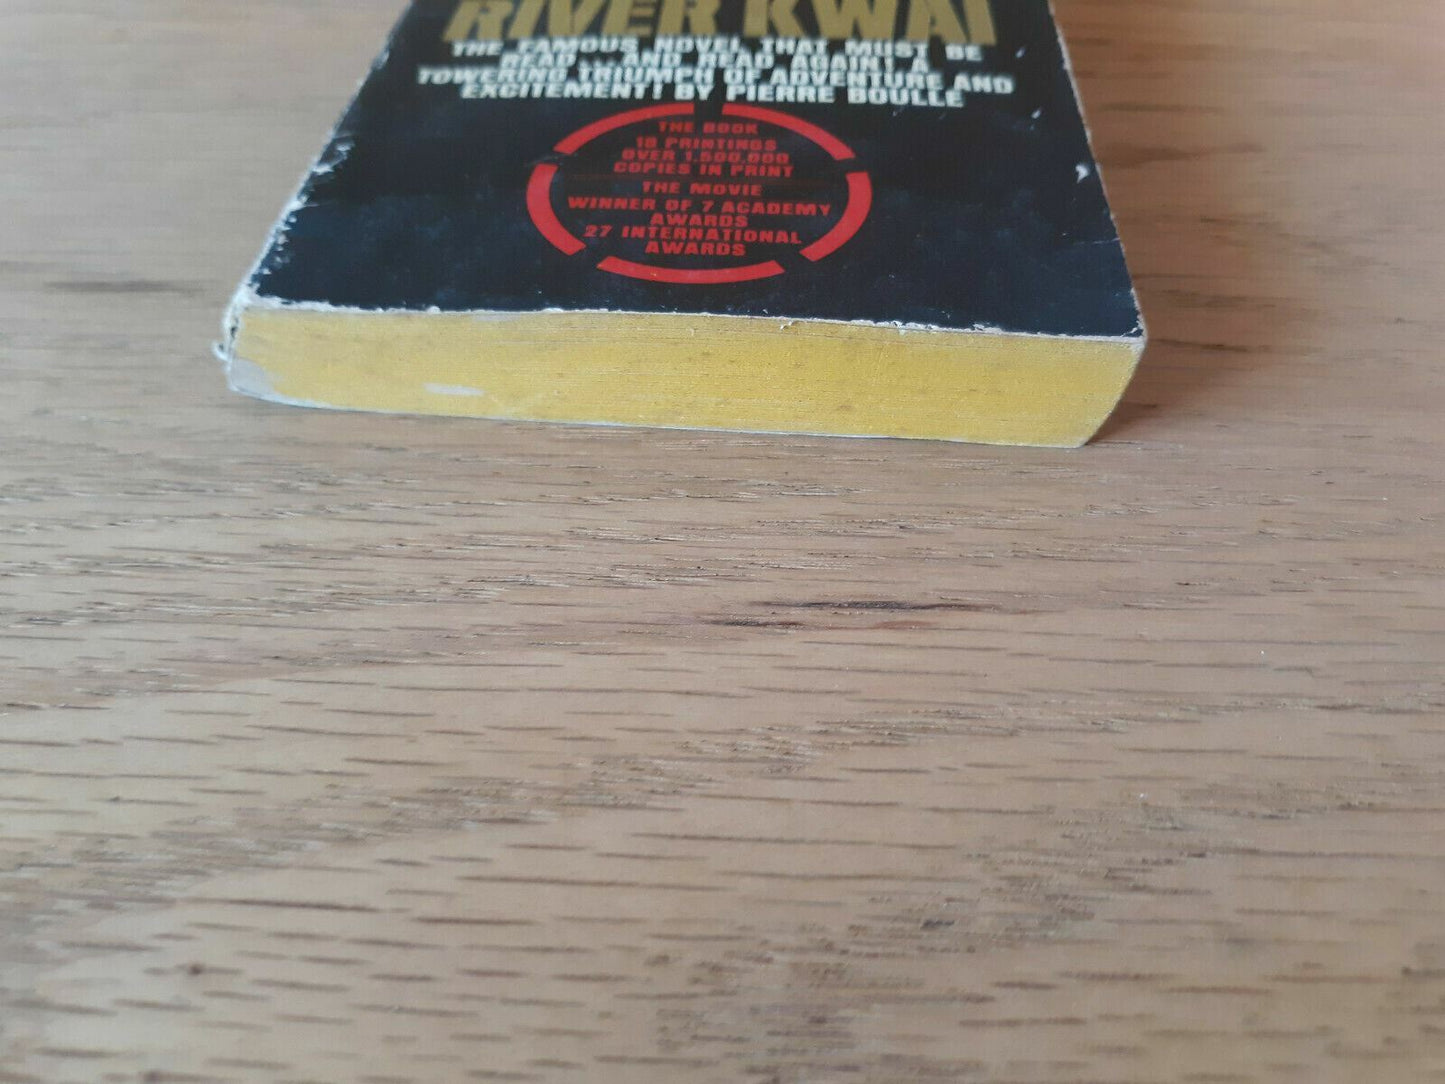 RIVER KWAI
THE FAMOUS NOVEL THAT MUST BE
READ... AND READ AGAIN! A
TOWERING TRIUMPH OF ADVENTURE AND
EXCITEMENT! BY PIERRE BOULLE
THE BOOK
18 PRINTINGS
OVER 1,500,000
COPIES IN PRINT
THE MOVIE
WINNER OF 7 ACADEMY
AWARDS
27 INTERNATIONAL
AWARDS